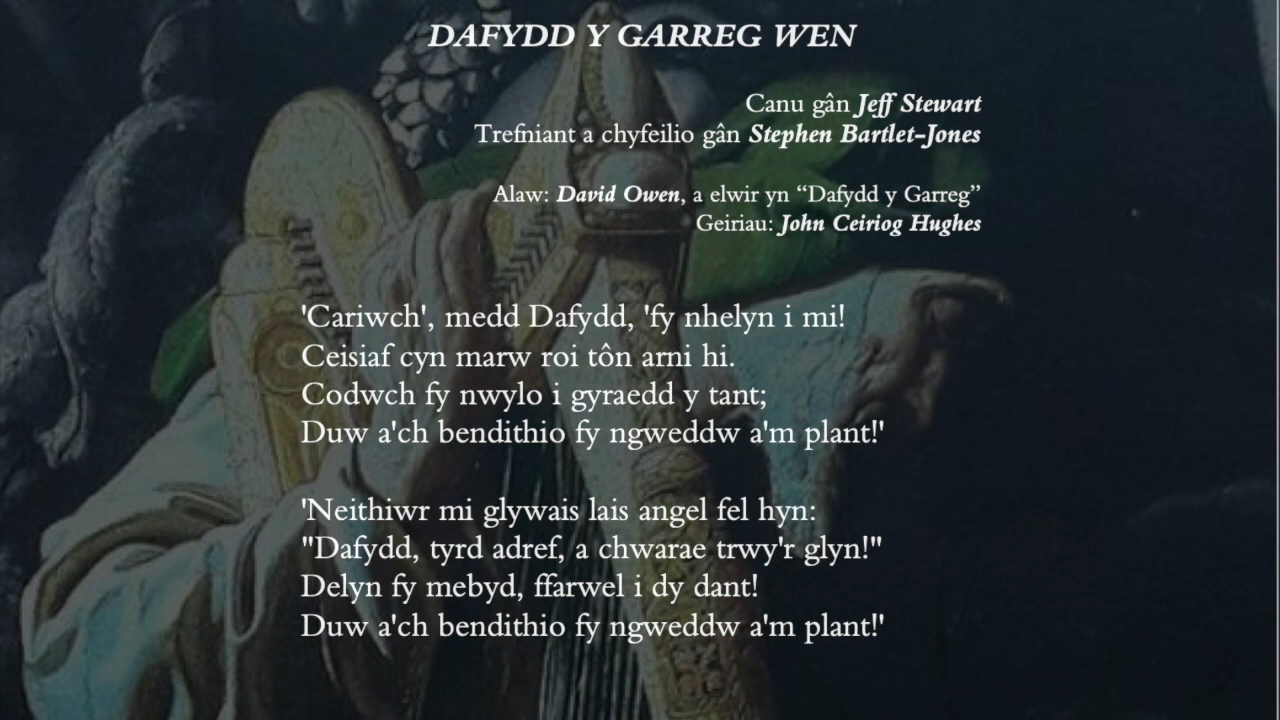 DAFYDD Y GARREG WEN
Canu gân Jeff Stewart
Trefniant a chyfeilio gân Stephen Bartlet-Jones
Alaw: David Owen, a elwir yn “Dafydd y Garreg”
Geiriau: John Ceiriog Hughes
'Cariwch', medd Dafydd, 'fy nhelyn i mi!
Ceisiaf cyn marw roi tôn arni hi.
Codwch fy nwylo i gyraedd y tant;
Duw a'ch bendithio fy ngweddw a'm plant!'
'Neithiwr mi glywais lais angel fel hyn:
"Dafydd, tyrd adref, a chwarae trwy'r glyn!"
Delyn fy mebyd, ffarwel i dy dant!
Duw a'ch bendithio fy ngweddw a'm plant!'